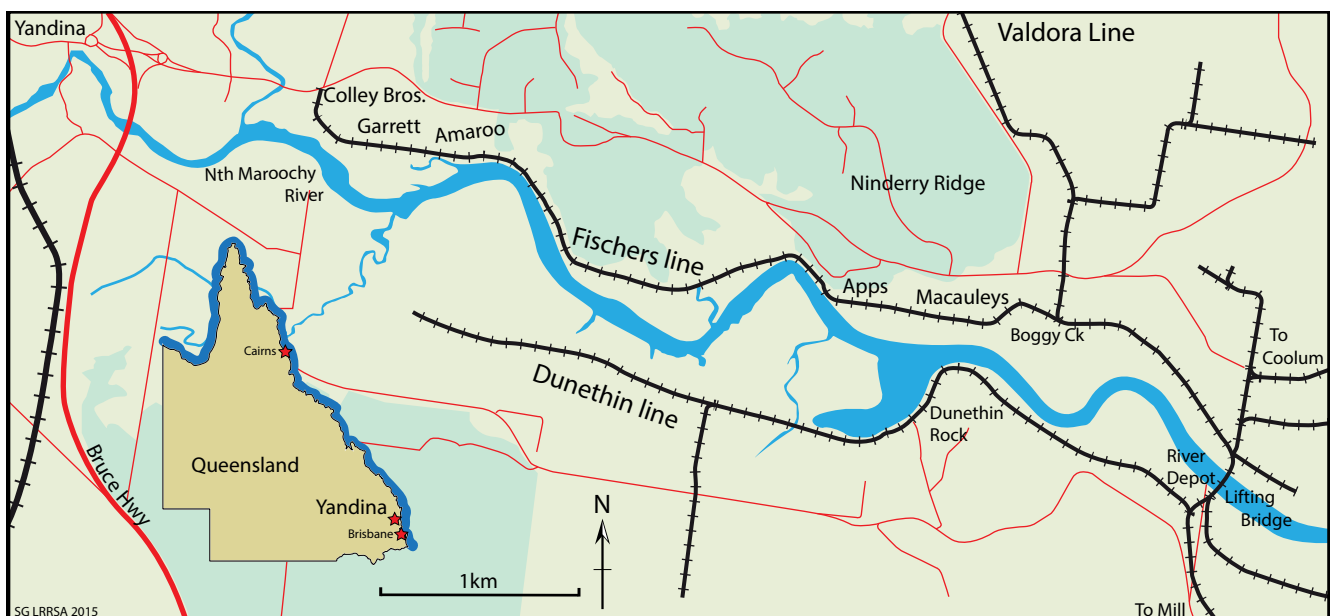 Yandina
Valdora Line
Colley Bros.
Garrett
Amaroo
Nth Maroochy
River
Ninderry Ridge
Fischers line
Apps
Macauleys
Boggy Ck
To
Coolum
Cairns
Dunethin line
Dunethin
Rock
Queensland
Bruce Hwy
River
Depot
Lifting
Bridge
Yandina
Brisbane
N
1km
To Mill
SG LRRSA 2015